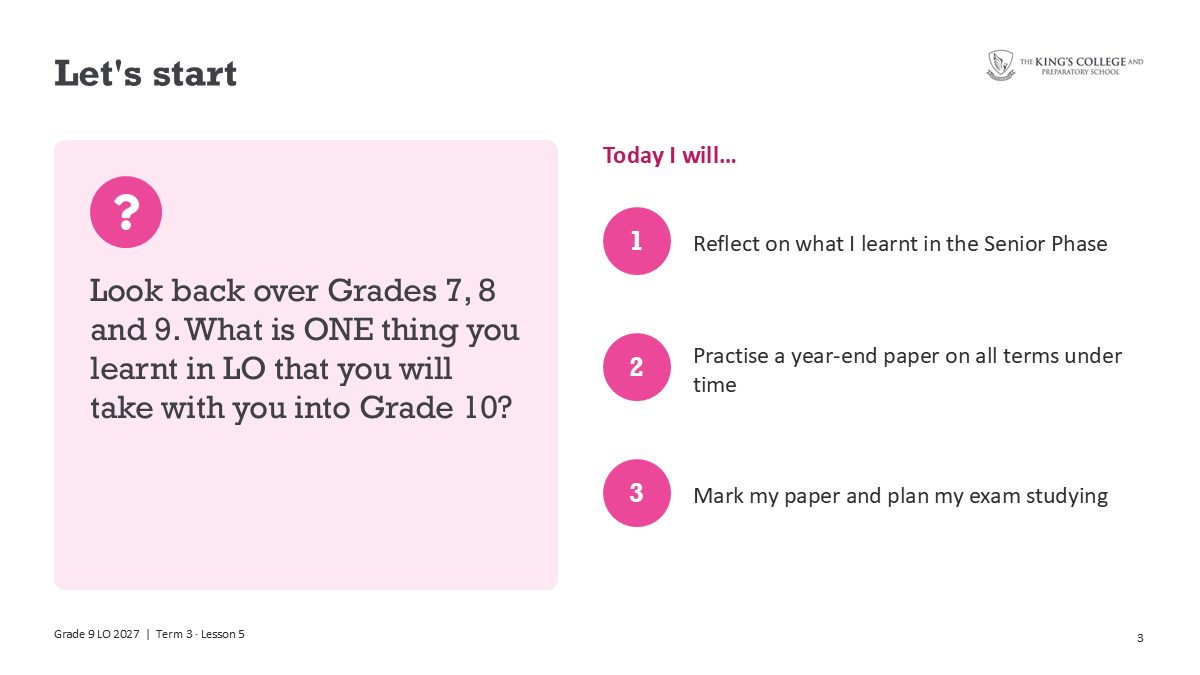 Let's start
THE KING'S COLLEGE AND
PREPARATORY SCHOOL
?
Look back over Grades 7, 8
and 9. What is ONE thing you
learnt in LO that you will
take with you into Grade 10?
Today I will...
1
Reflect on what I learnt in the Senior Phase
2
Practise a year-end paper on all terms under
time
3
Mark my paper and plan my exam studying
Grade 9 LO 2027 | Term 3 · Lesson 5
3